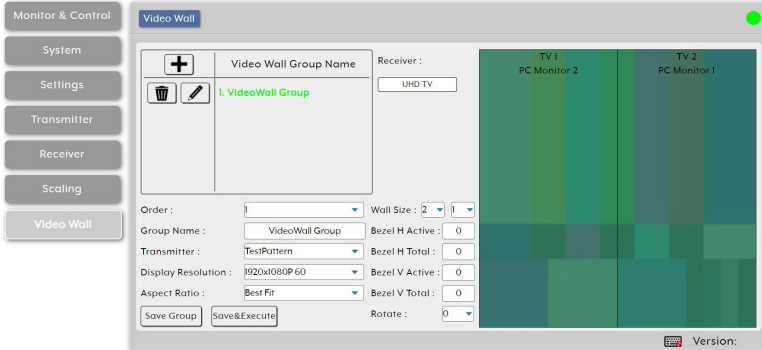 Monitor & Control
System
Settings
Transmitter
Receiver
Scaling
Video Wall
Video Wall
Video Wall Group Name
1. VideoWall Group
Receiver :
UHD TV
TV 1
PC Monitor 2
TV 2
PC Monitor 1
Order : 1
Group Name : VideoWall Group
Transmitter : TestPattern
Display Resolution : 1920x1080P 60
Aspect Ratio : Best Fit
Save Group Save&Execute
Wall Size : 2 1
Bezel H Active : 0
Bezel H Total : 0
Bezel V Active : 0
Bezel V Total : 0
Rotate : 0
Version: